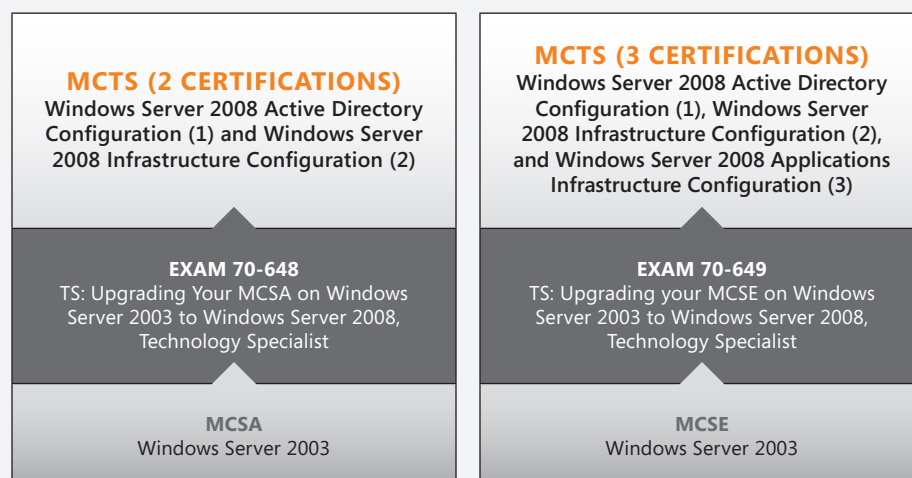 MCTS (2 CERTIFICATIONS)
Windows Server 2008 Active Directory
Configuration (1) and Windows Server
2008 Infrastructure Configuration (2)
EXAM 70-648
TS: Upgrading Your MCSA on Windows
Server 2003 to Windows Server 2008,
Technology Specialist
MCSA
Windows Server 2003
MCTS (3 CERTIFICATIONS)
Windows Server 2008 Active Directory
Configuration (1), Windows Server
2008 Infrastructure Configuration (2),
and Windows Server 2008 Applications
Infrastructure Configuration (3)
EXAM 70-649
TS: Upgrading your MCSE on Windows
Server 2003 to Windows Server 2008,
Technology Specialist
MCSE
Windows Server 2003